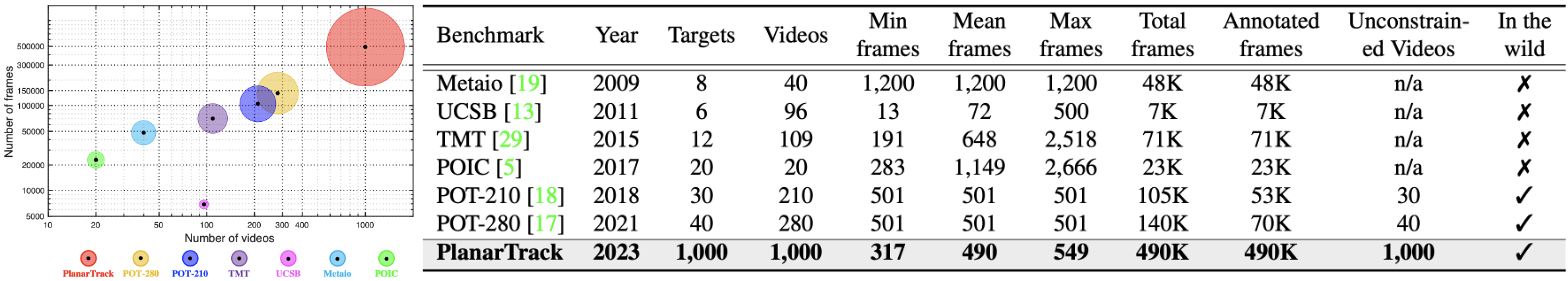 Number of frames
500000
300000
150000
100000
50000
20000
10000
5000
10 20 40 100 200 300 500 1000
Number of videos
PlanarTrack POT-280 POT-210 TMT UCSB Metaio POIC
Benchmark Year Targets Videos Min frames Mean frames Max frames Total frames Annotated frames Unconstrain-ed Videos In the wild
Metaio [19] 2009 8 40 1,200 1,200 1,200 48K 48K n/a ✗
UCSB [13] 2011 6 96 13 72 500 7K 7K n/a ✗
TMT [29] 2015 12 109 191 648 2,518 71K 71K n/a ✗
POIC [5] 2017 20 20 283 1,149 2,666 23K 23K n/a ✗
POT-210 [18] 2018 30 210 501 501 501 105K 53K 30 ✓
POT-280 [17] 2021 40 280 501 501 501 140K 70K 40 ✓
PlanarTrack 2023 1,000 1,000 317 490 549 490K 490K 1,000 ✓